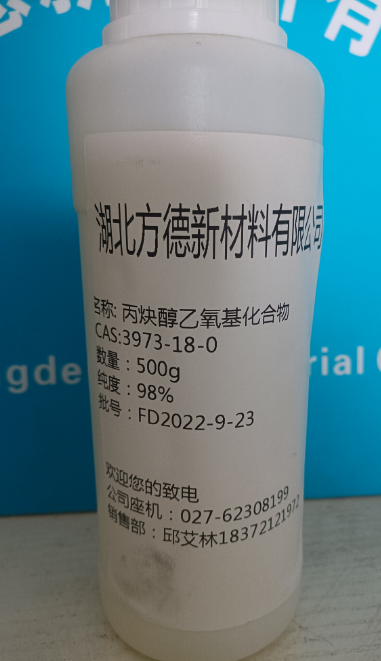 湖北方德新材料有限公司
名称: 丙炔醇乙氧基化合物
CAS:3973-18-0
数量：500g
纯度：98%
批号：FD2022-9-23
欢迎您的致电
公司座机：027-62308199
销售部：邱艾林18372121972